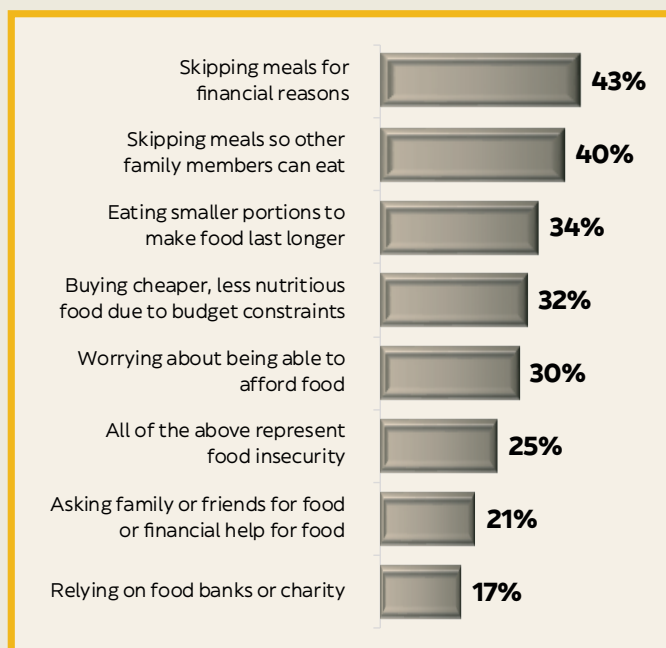 Skipping meals for
financial reasons
43%
Skipping meals so other
family members can eat
40%
Eating smaller portions to
make food last longer
34%
Buying cheaper, less nutritious
food due to budget constraints
32%
Worrying about being able to
afford food
30%
All of the above represent
food insecurity
25%
Asking family or friends for food
or financial help for food
21%
Relying on food banks or charity
17%